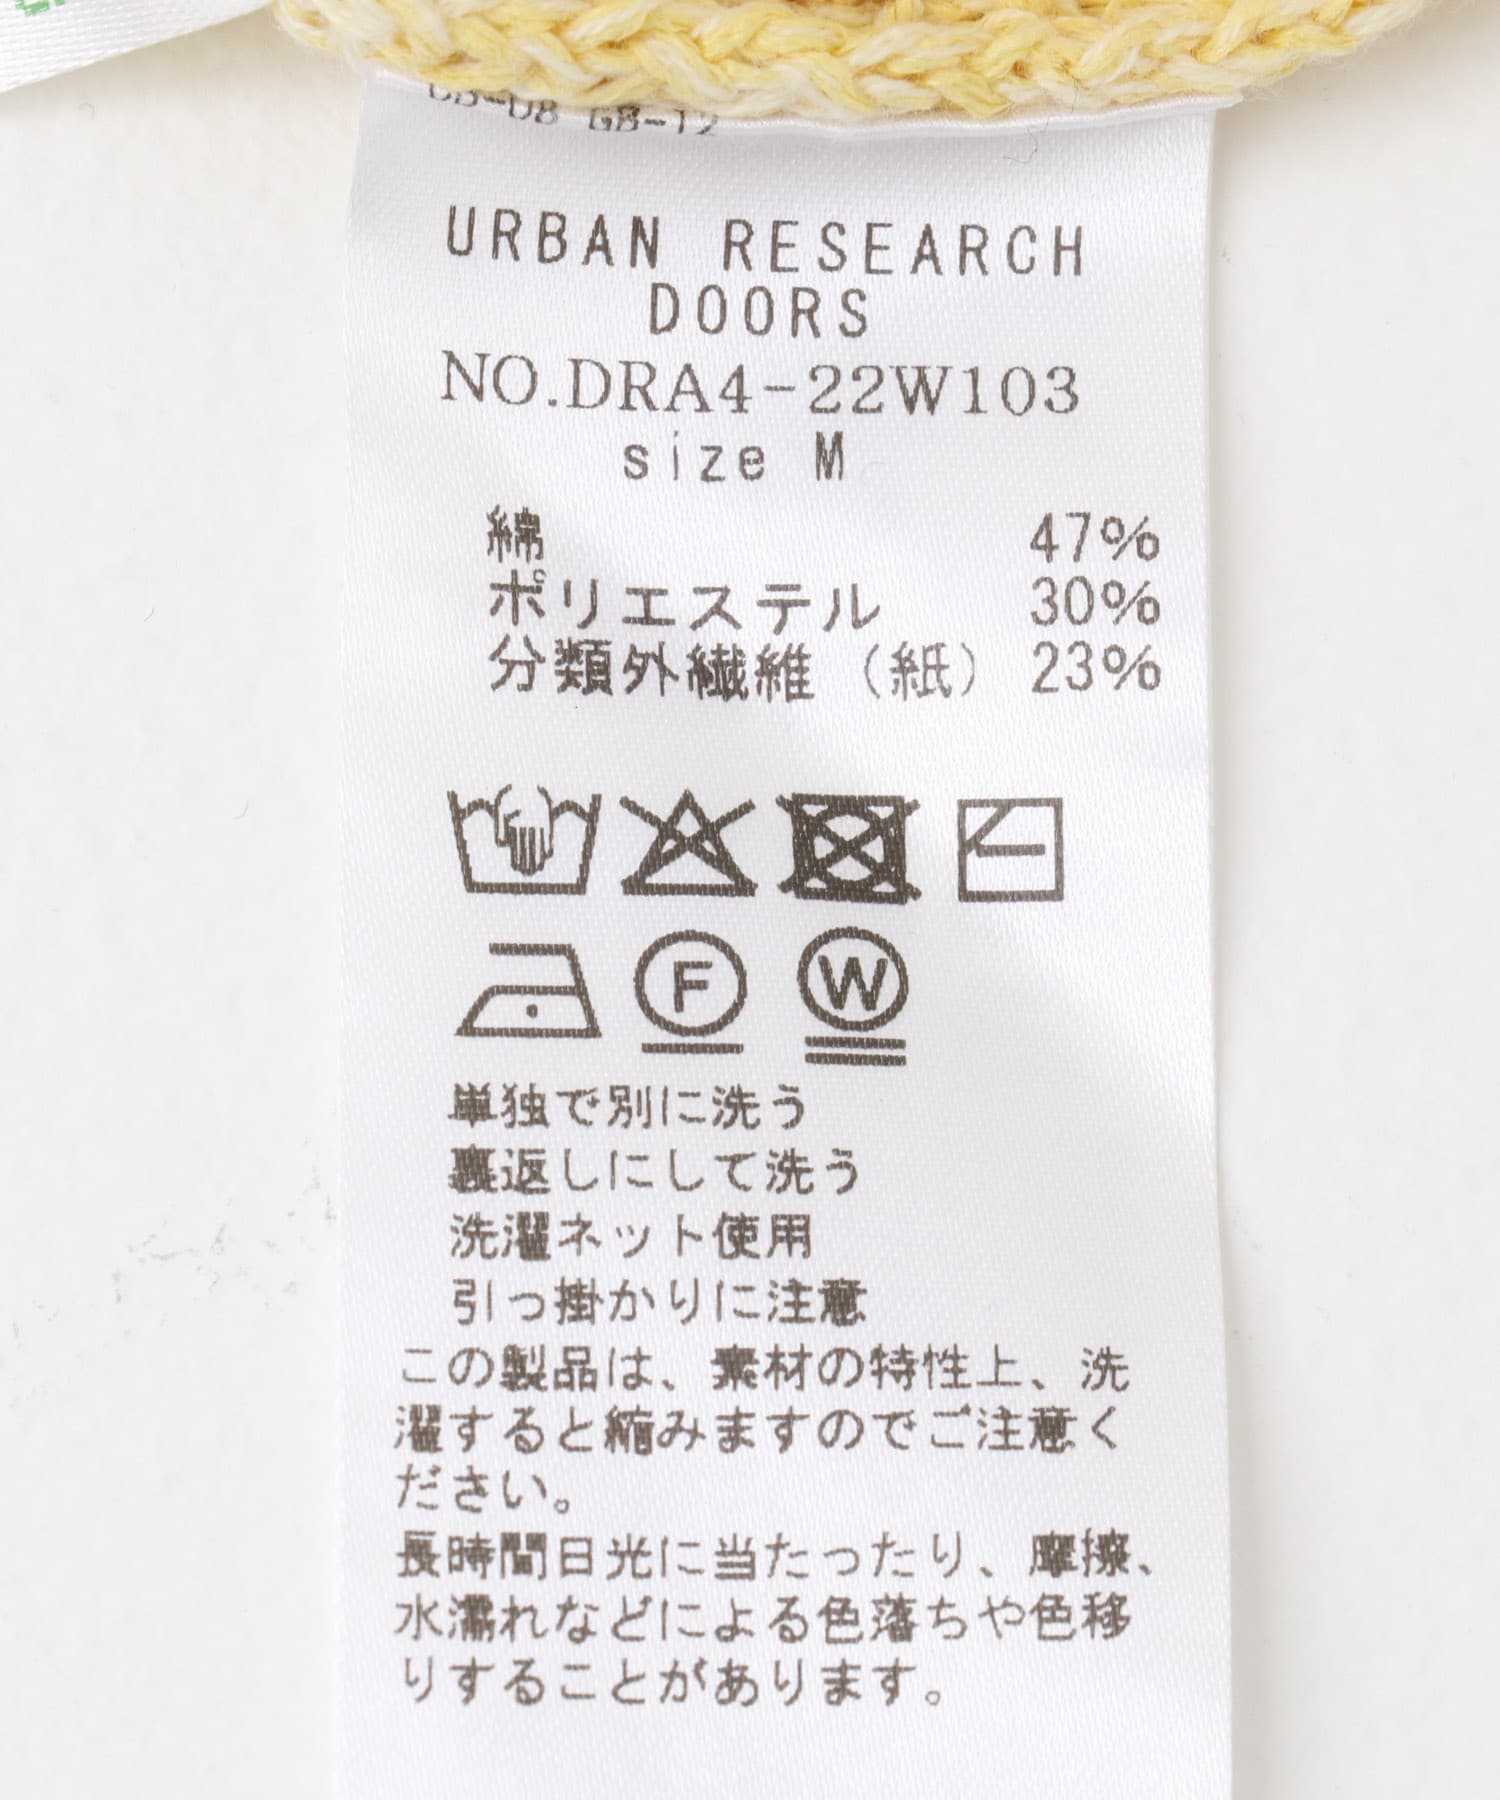 URBAN RESEARCH
DOORS
NO.DRA4-22W103
size M
綿 47%
ポリエステル 30%
分類外繊維（紙） 23%
F W
単独で別に洗う
裏返しにして洗う
洗濯ネット使用
引っ掛かりに注意
この製品は、素材の特性上、洗
濯すると縮みますのでご注意く
ださい。
長時間日光に当たったり、摩擦、
水濡れなどによる色落ちや色移
りすることがあります。